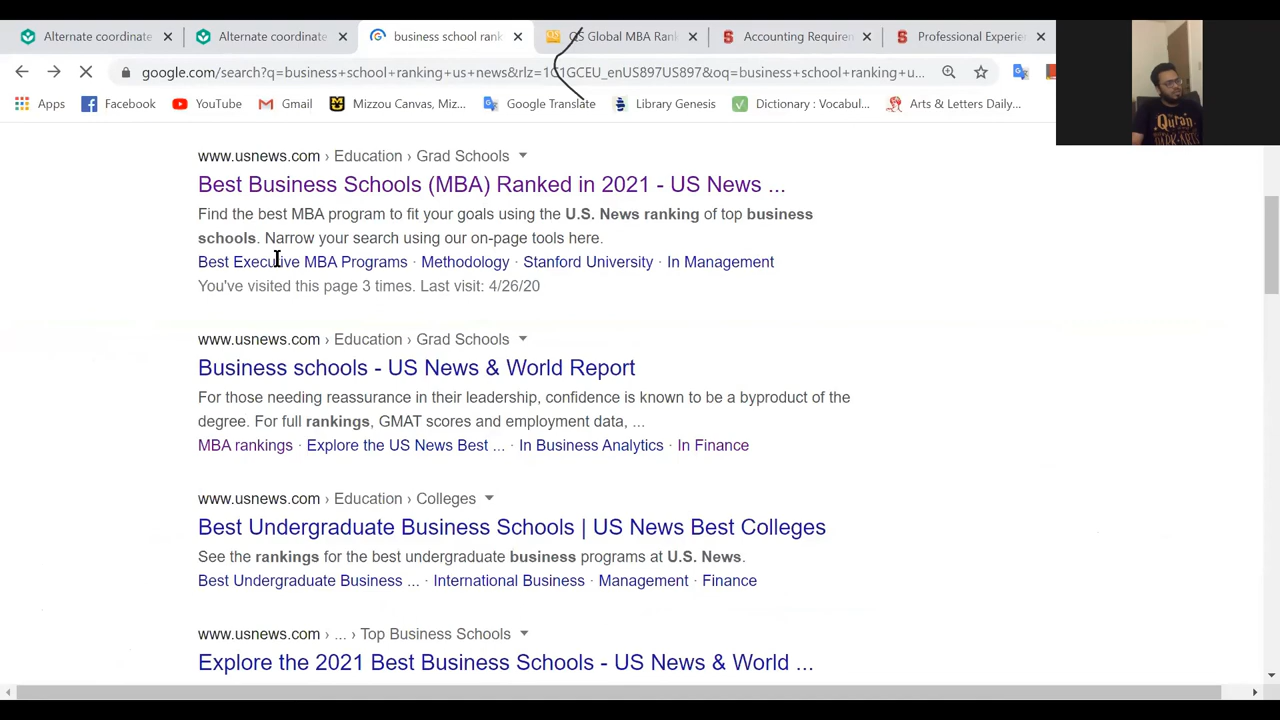 Alternate coordinate
Alternate coordinate
business school rank
QS Global MBA Rank
Accounting Requirem
Professional Experie
google.com/search?q=business+school+ranking+us+news&rlz=1C1GCEU_enUS897US897&oq=business+school+ranking+u...
Apps
Facebook
YouTube
Gmail
Mizzou Canvas, Miz...
Google Translate
Library Genesis
Dictionary : Vocabul...
Arts & Letters Daily...
www.usnews.com › Education › Grad Schools
Best Business Schools (MBA) Ranked in 2021 - US News ...
Find the best MBA program to fit your goals using the U.S. News ranking of top business
schools. Narrow your search using our on-page tools here.
Best Executive MBA Programs · Methodology · Stanford University · In Management
You've visited this page 3 times. Last visit: 4/26/20
www.usnews.com › Education › Grad Schools
Business schools - US News & World Report
For those needing reassurance in their leadership, confidence is known to be a byproduct of the
degree. For full rankings, GMAT scores and employment data, ...
MBA rankings · Explore the US News Best ... · In Business Analytics · In Finance
www.usnews.com › Education › Colleges
Best Undergraduate Business Schools | US News Best Colleges
See the rankings for the best undergraduate business programs at U.S. News.
Best Undergraduate Business ... · International Business · Management · Finance
www.usnews.com › ... › Top Business Schools
Explore the 2021 Best Business Schools - US News & World ...
Quran
DARK-ARTS